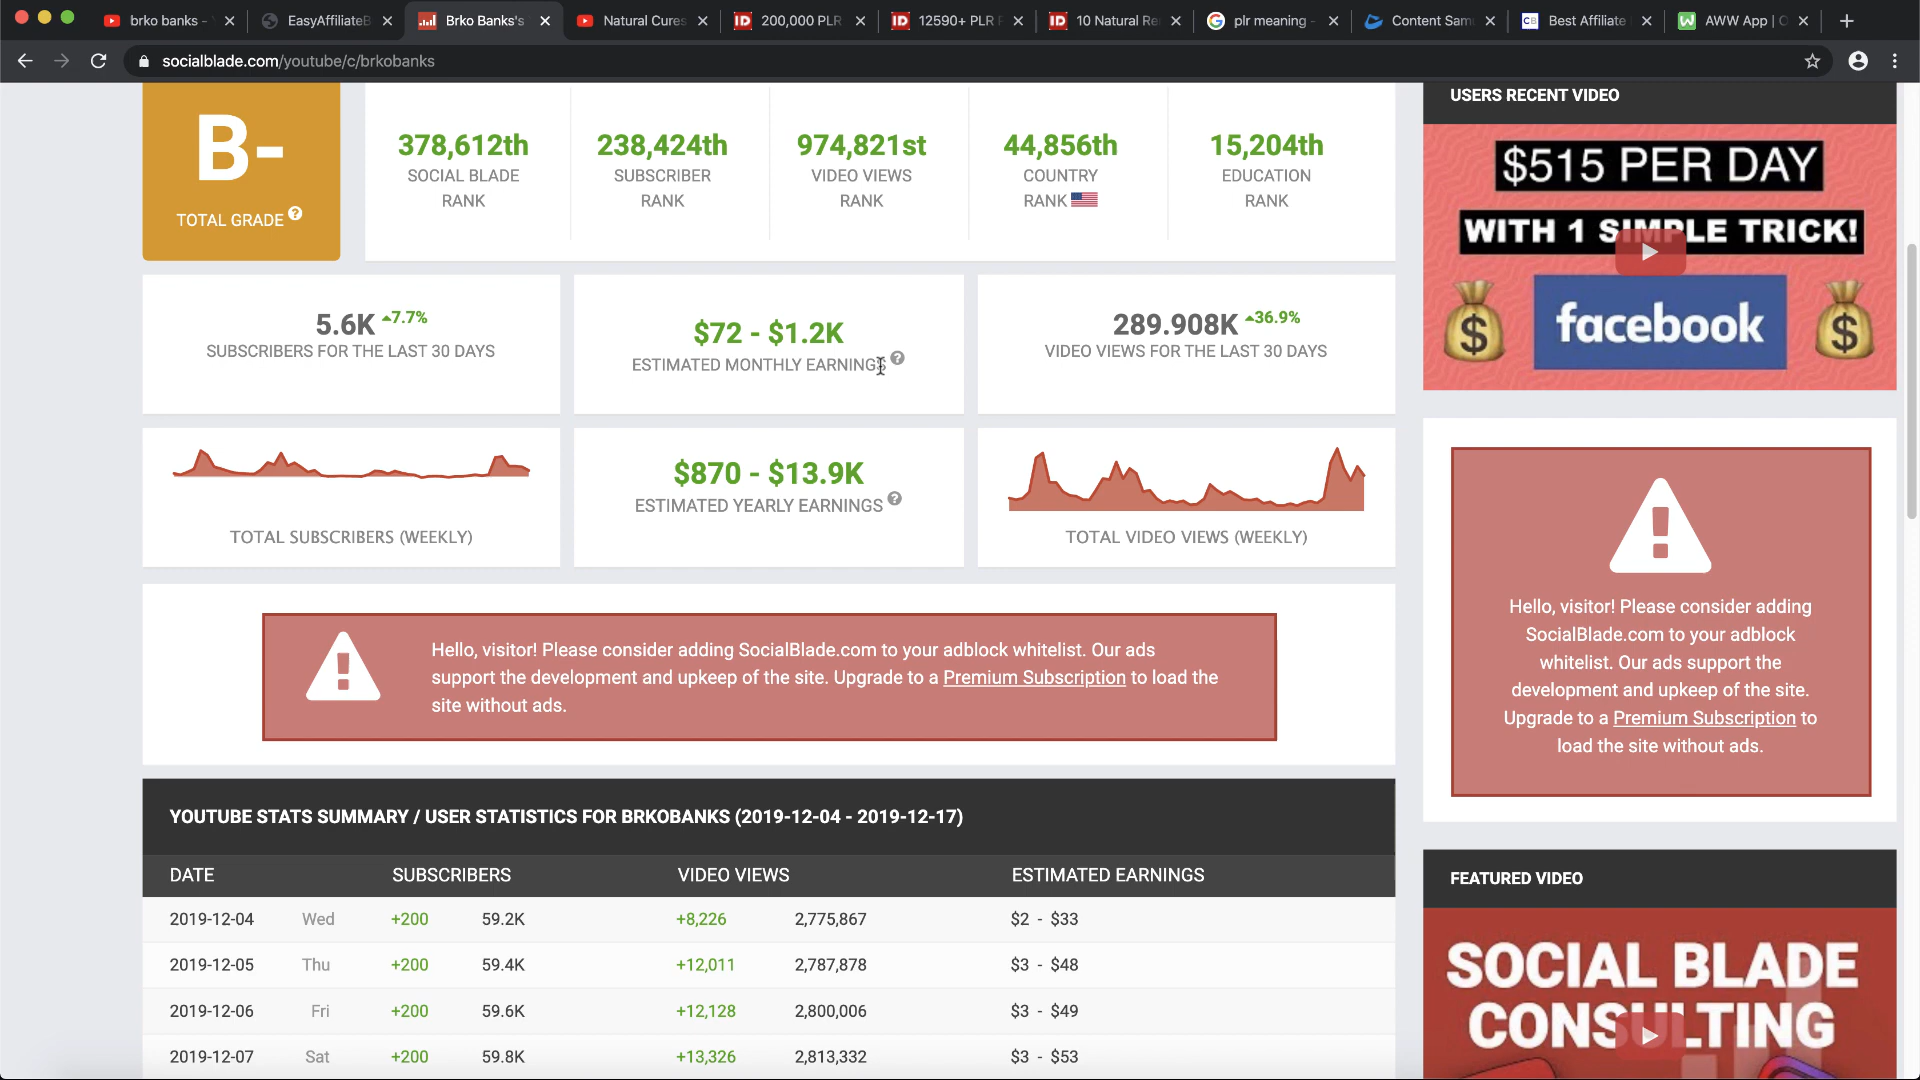 brko banks -
EasyAffiliateB
Brko Banks's
Natural Cures
200,000 PLR
12590+ PLR F
10 Natural Re
plr meaning -
Content Sam
Best Affiliate
AWW App | O
socialblade.com/youtube/c/brkobanks
B-
TOTAL GRADE
378,612th
SOCIAL BLADE
RANK
238,424th
SUBSCRIBER
RANK
974,821st
VIDEO VIEWS
RANK
44,856th
COUNTRY
RANK
15,204th
EDUCATION
RANK
5.6K 7.7%
SUBSCRIBERS FOR THE LAST 30 DAYS
$72 - $1.2K
ESTIMATED MONTHLY EARNINGS
289.908K 36.9%
VIDEO VIEWS FOR THE LAST 30 DAYS
TOTAL SUBSCRIBERS (WEEKLY)
$870 - $13.9K
ESTIMATED YEARLY EARNINGS
TOTAL VIDEO VIEWS (WEEKLY)
Hello, visitor! Please consider adding SocialBlade.com to your adblock whitelist. Our ads
support the development and upkeep of the site. Upgrade to a Premium Subscription to load the
site without ads.
YOUTUBE STATS SUMMARY / USER STATISTICS FOR BRKOBANKS (2019-12-04 - 2019-12-17)
DATE SUBSCRIBERS VIDEO VIEWS ESTIMATED EARNINGS
2019-12-04 Wed +200 59.2K +8,226 2,775,867 $2 - $33
2019-12-05 Thu +200 59.4K +12,011 2,787,878 $3 - $48
2019-12-06 Fri +200 59.6K +12,128 2,800,006 $3 - $49
2019-12-07 Sat +200 59.8K +13,326 2,813,332 $3 - $53
USERS RECENT VIDEO
$515 PER DAY
WITH 1 SIMPLE TRICK!
facebook
Hello, visitor! Please consider adding
SocialBlade.com to your adblock
whitelist. Our ads support the
development and upkeep of the site.
Upgrade to a Premium Subscription to
load the site without ads.
FEATURED VIDEO
SOCIAL BLADE
CONSULTING